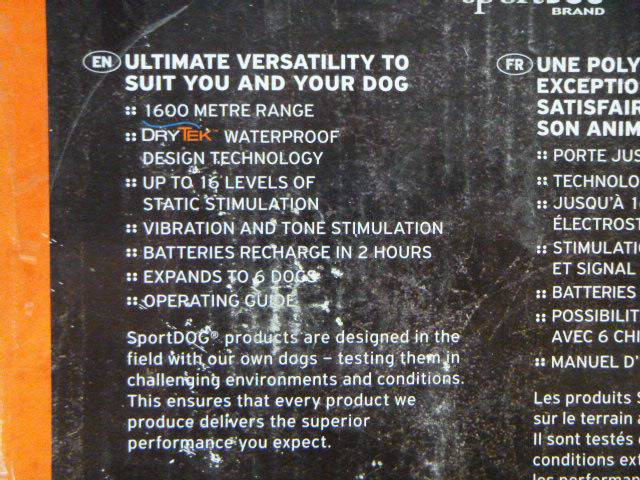 sportDOG
BRAND
EN ULTIMATE VERSATILITY TO
SUIT YOU AND YOUR DOG
1600 METRE RANGE
DRYTEK™ WATERPROOF
DESIGN TECHNOLOGY
UP TO 16 LEVELS OF
STATIC STIMULATION
VIBRATION AND TONE STIMULATION
BATTERIES RECHARGE IN 2 HOURS
EXPANDS TO 6 DOGS
OPERATING GUIDE
SportDOG® products are designed in the
field with our own dogs – testing them in
challenging environments and conditions.
This ensures that every product we
produce delivers the superior
performance you expect.
FR UNE POLY
EXCEPTIO
SATISFAIR
SON ANIM
PORTE JUS
TECHNOLO
JUSQU'À 1
ÉLECTROST
STIMULATI
ET SIGNAL
BATTERIES
POSSIBILIT
AVEC 6 CHI
MANUEL D'
Les produits S
sur le terrain a
Il sont testés
conditions ext
les performan